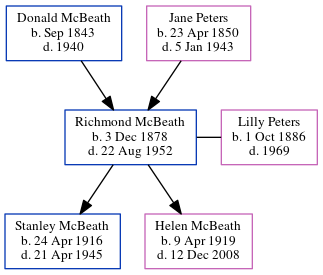 Donald McBeath
b. Sep 1843
d. 1940
Jane Peters
b. 23 Apr 1850
d. 5 Jan 1943
Richmond McBeath
b. 3 Dec 1878
d. 22 Aug 1952
Lilly Peters
b. 1 Oct 1886
d. 1969
Stanley McBeath
b. 24 Apr 1916
d. 21 Apr 1945
Helen McBeath
b. 9 Apr 1919
d. 12 Dec 2008